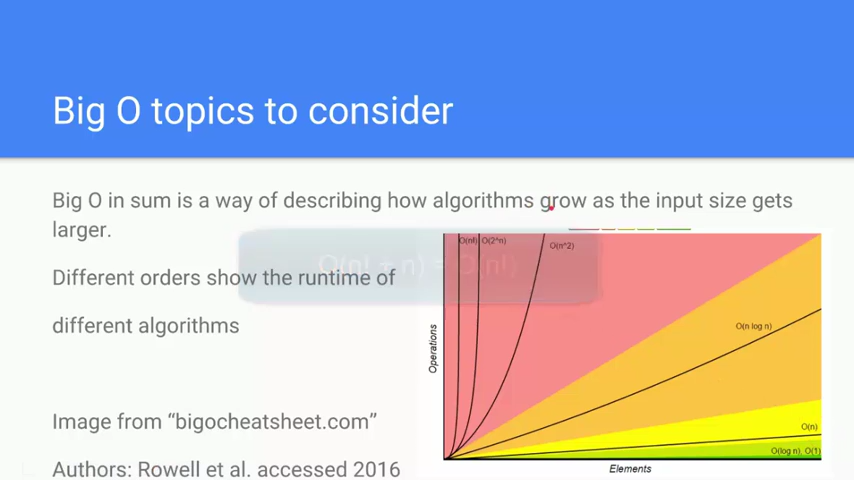 Big O topics to consider
Big O in sum is a way of describing how algorithms grow as the input size gets
larger.
O(n! + n) = O(n!)
Different orders show the runtime of
different algorithms
Image from “bigocheatsheet.com”
Authors: Rowell et al. accessed 2016
O(n!) O(2^n) O(n^2)
O(n log n)
O(n)
O(log n), O(1)
Operations
Elements